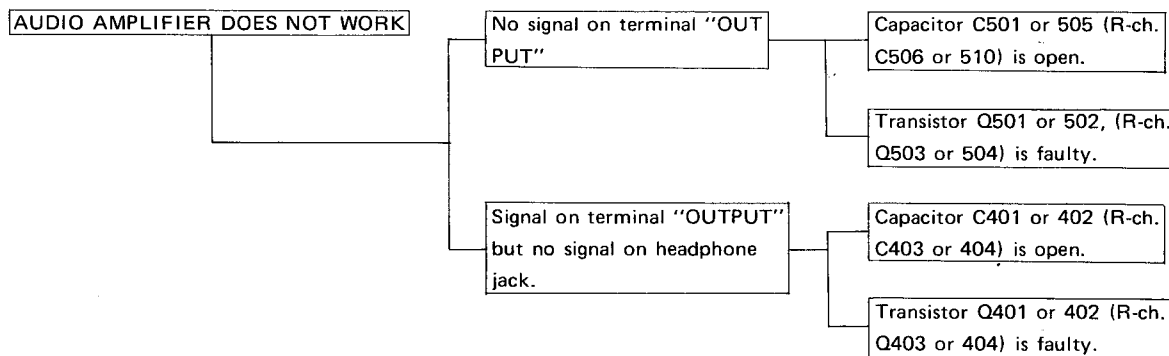 AUDIO AMPLIFIER DOES NOT WORK
No signal on terminal "OUT
PUT"
Capacitor C501 or 505 (R-ch.
C506 or 510) is open.
Transistor Q501 or 502, (R-ch.
Q503 or 504) is faulty.
Signal on terminal "OUTPUT"
but no signal on headphone
jack.
Capacitor C401 or 402 (R-ch.
C403 or 404) is open.
Transistor Q401 or 402 (R-ch.
Q403 or 404) is faulty.